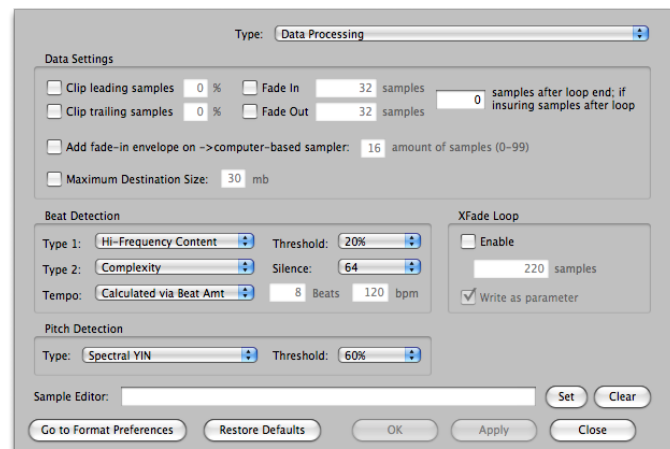 Type: Data Processing
Data Settings
Clip leading samples 0 % Fade In 32 samples
Clip trailing samples 0 % Fade Out 32 samples
0 samples after loop end; if
insuring samples after loop
Add fade-in envelope on ->computer-based sampler: 16 amount of samples (0-99)
Maximum Destination Size: 30 mb
Beat Detection
Type 1: Hi-Frequency Content Threshold: 20%
Type 2: Complexity Silence: 64
Tempo: Calculated via Beat Amt 8 Beats 120 bpm
XFade Loop
Enable
220 samples
Write as parameter
Pitch Detection
Type: Spectral YIN Threshold: 60%
Sample Editor: Set Clear
Go to Format Preferences Restore Defaults OK Apply Close